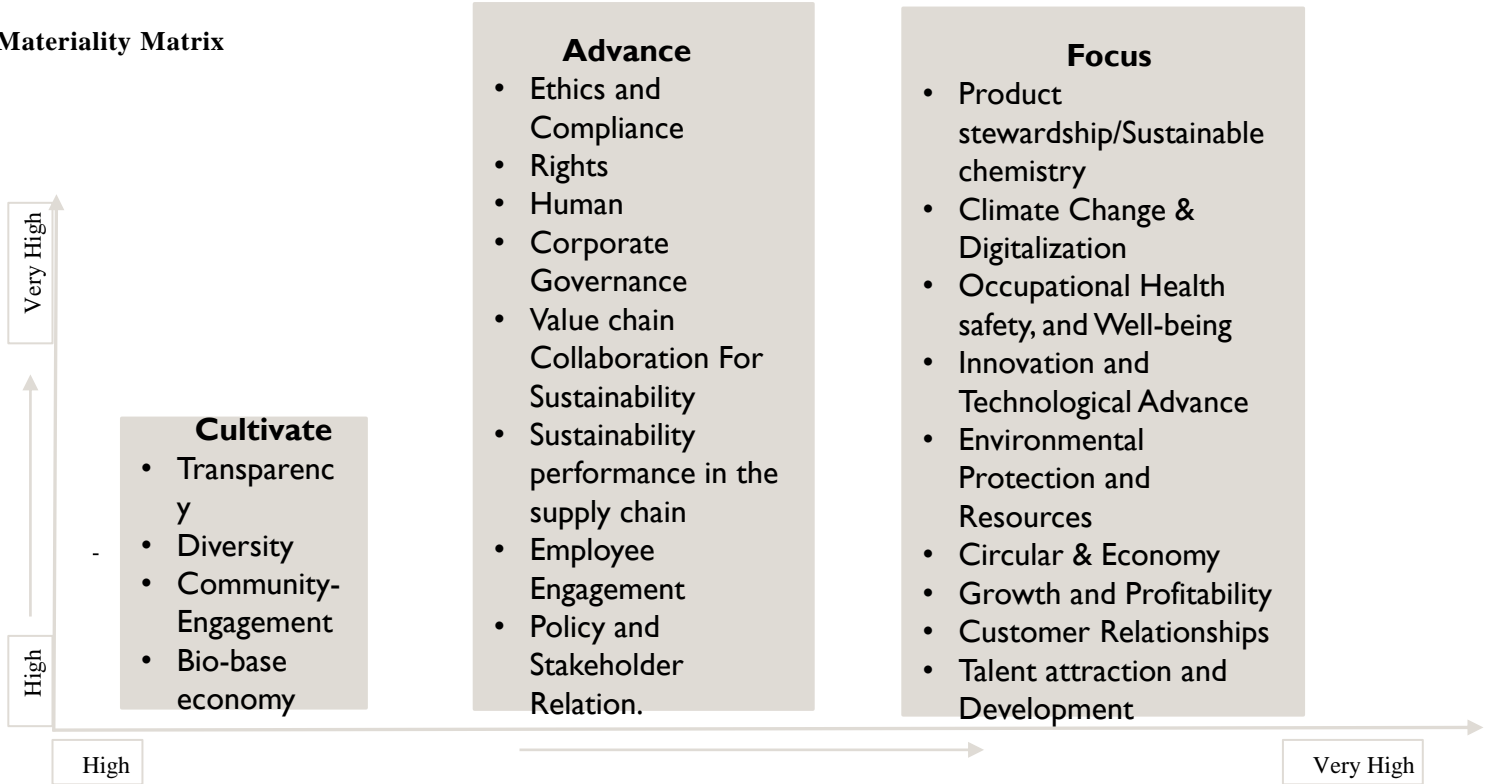 Materiality Matrix
Very High
High
Cultivate
• Transparenc
y
• Diversity
• Community-
Engagement
• Bio-base
economy
-
Advance
• Ethics and
Compliance
• Rights
• Human
• Corporate
Governance
• Value chain
Collaboration For
Sustainability
• Sustainability
performance in the
supply chain
• Employee
Engagement
• Policy and
Stakeholder
Relation.
Focus
• Product
stewardship/Sustainable
chemistry
• Climate Change &
Digitalization
• Occupational Health
safety, and Well-being
• Innovation and
Technological Advance
• Environmental
Protection and
Resources
• Circular & Economy
• Growth and Profitability
• Customer Relationships
• Talent attraction and
Development
High
Very High